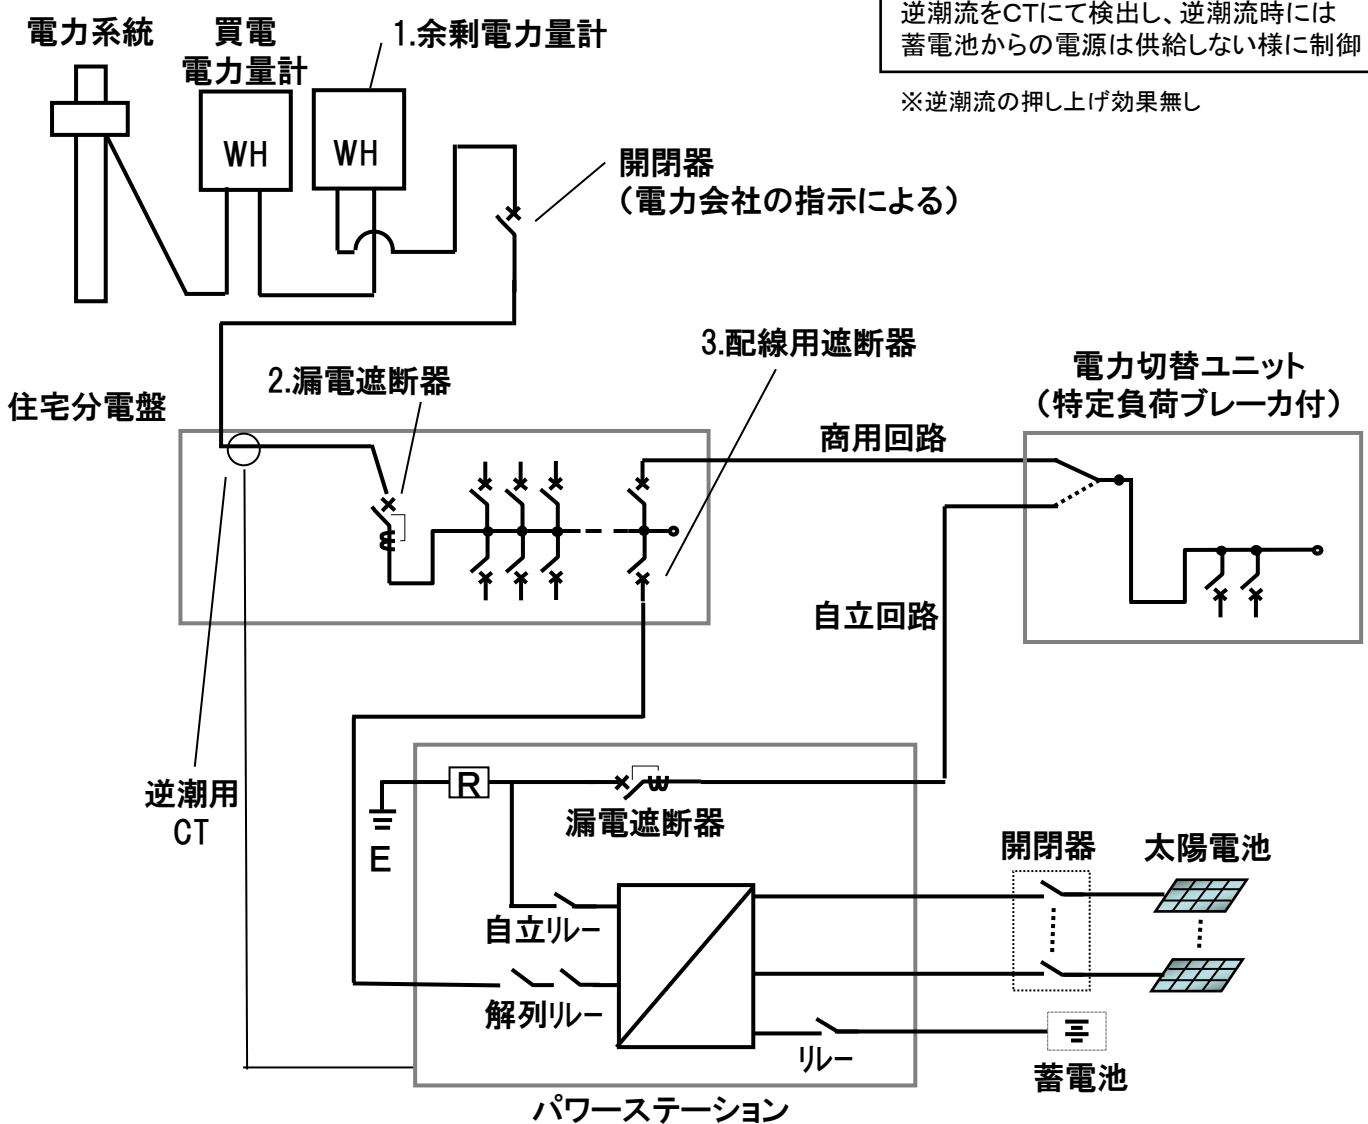 逆潮流をCTにて検出し、逆潮流時には
蓄電池からの電源は供給しない様に制御
※逆潮流の押し上げ効果無し
電力系統
買電
電力量計
1.余剰電力量計
WH
WH
開閉器
（電力会社の指示による）
3.配線用遮断器
2.漏電遮断器
住宅分電盤
電力切替ユニット
（特定負荷ブレーカ付）
商用回路
自立回路
逆潮用
CT
R
E
漏電遮断器
開閉器
太陽電池
自立リレー
解列リレー
リレー
蓄電池
パワーステーション